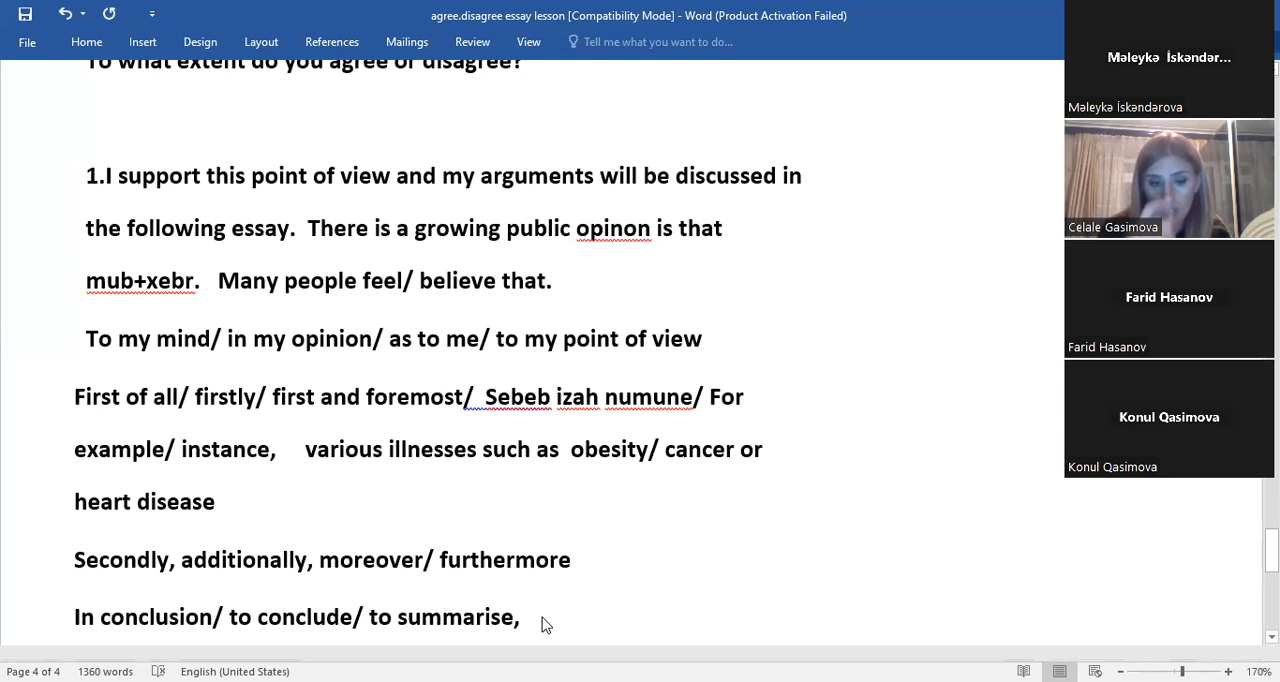 agree.disagree essay lesson [Compatibility Mode] - Word (Product Activation Failed)
File Home Insert Design Layout References Mailings Review View Tell me what you want to do...
To what extent do you agree or disagree?
1.I support this point of view and my arguments will be discussed in
the following essay. There is a growing public opinon is that
mub+xebr. Many people feel/ believe that.
To my mind/ in my opinion/ as to me/ to my point of view
First of all/ firstly/ first and foremost/ Sebeb izah numune/ For
example/ instance, various illnesses such as obesity/ cancer or
heart disease
Secondly, additionally, moreover/ furthermore
In conclusion/ to conclude/ to summarise,
Page 4 of 4 1360 words English (United States) 170%
Məleykə İskəndər...
Məleykə İskəndərova
Celale Gasimova
Farid Hasanov
Farid Hasanov
Konul Qasimova
Konul Qasimova